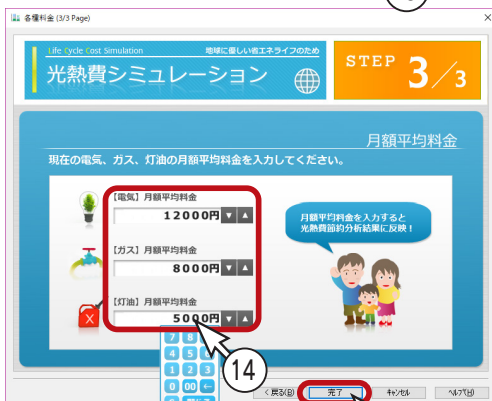 各種料金 (3/3 Page)
Life Cycle Cost Simulation
地球に優しい省エネライフのため
光熱費シミュレーション
STEP 3/3
月額平均料金
現在の電気、ガス、灯油の月額平均料金を入力してください。
【電気】月額平均料金
12000円
【ガス】月額平均料金
8000円
【灯油】月額平均料金
5000円
月額平均料金を入力すると
光熱費節約分析結果に反映!
7 8
4 5 6
1 2 3
0 00 ←
14
< 戻る(B)
完了
キャンセル
ヘルプ(H)